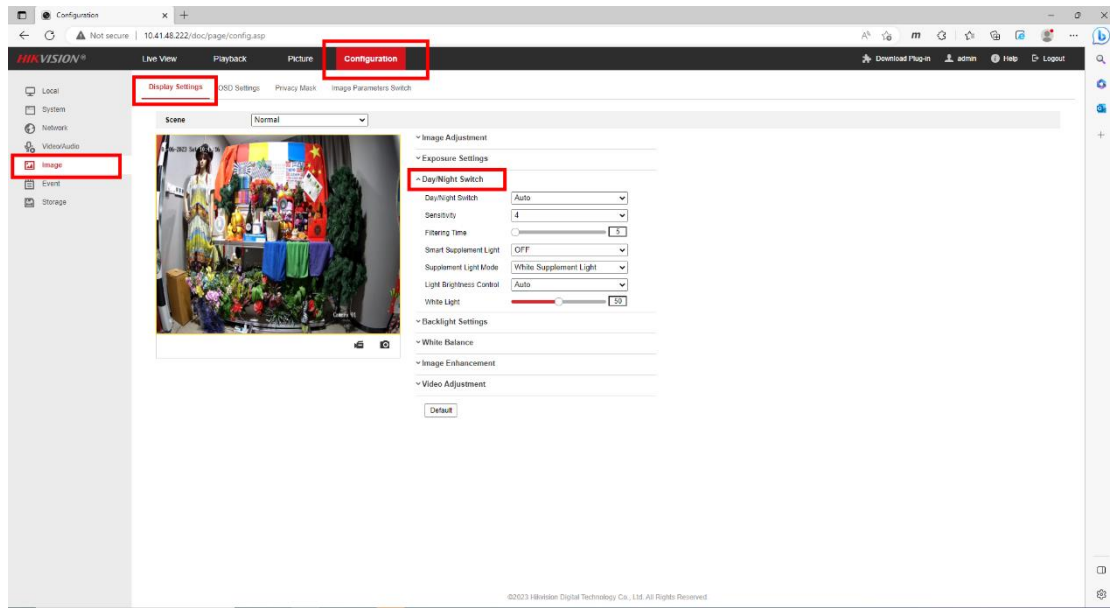 Configuration
Not secure 10.41.48.222/doc/page/config.asp
HIKVISION®
Live View Playback Picture Configuration
Download Plug-in admin Help Logout
Local
System
Network
Video/Audio
Image
Event
Storage
Display Settings OSD Settings Privacy Mask Image Parameters Switch
Scene Normal
Camera 01
Image Adjustment
Exposure Settings
Day/Night Switch
Day/Night Switch Auto
Sensitivity 4
Filtering Time 5
Smart Supplement Light OFF
Supplement Light Mode White Supplement Light
Light Brightness Control Auto
White Light 50
Backlight Settings
White Balance
Image Enhancement
Video Adjustment
Default
©2023 Hikvision Digital Technology Co., Ltd. All Rights Reserved.